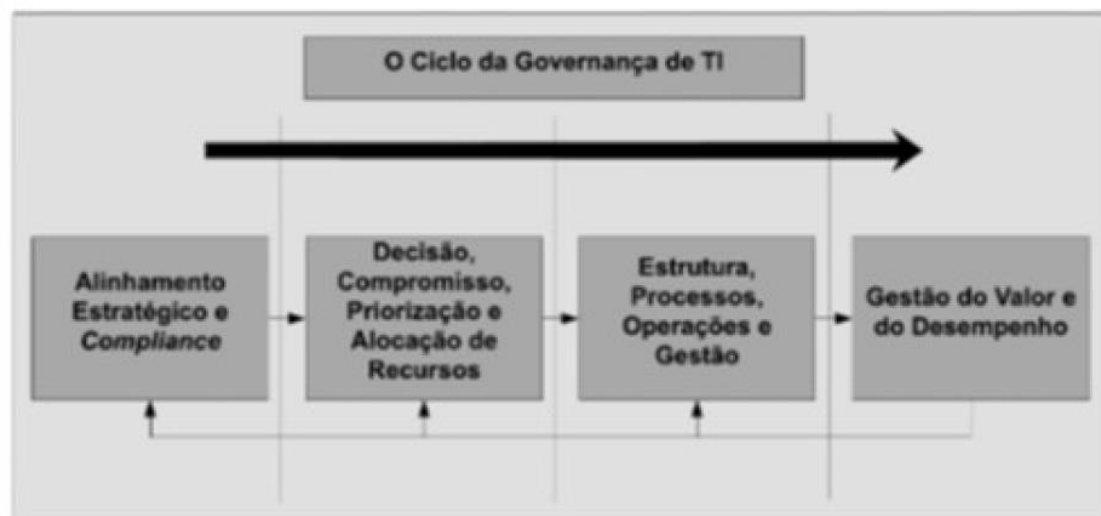 O Ciclo da Governança de TI
Alinhamento
Estratégico e
Compliance
Decisão,
Compromisso,
Priorização e
Alocação de
Recursos
Estrutura,
Processos,
Operações e
Gestão
Gestão do Valor e
do Desempenho